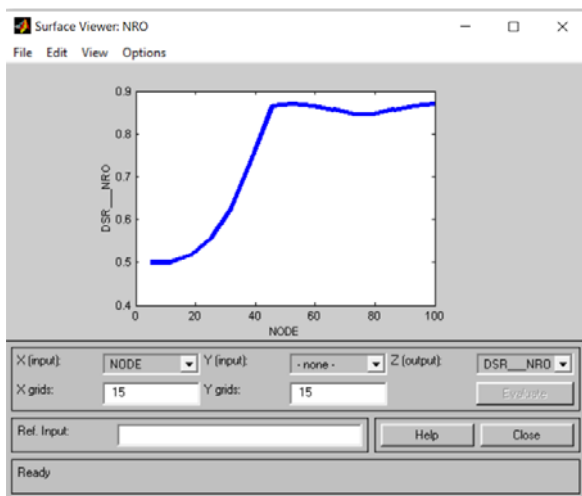 Surface Viewer: NRO
File Edit View Options
0.9
0.8
0.7
0.6
0.5
0.4
DSR___NRO
0 20 40 60 80 100
NODE
X (input): NODE Y (input): - none - Z (output): DSR___NRO
X grids: 15 Y grids: 15 Evaluate
Ref. Input: Help Close
Ready